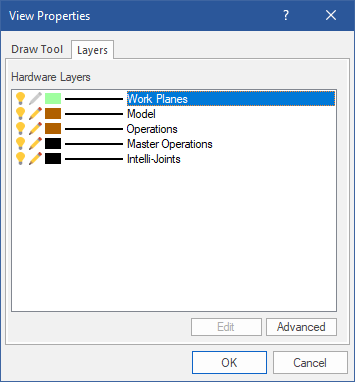 View Properties
?
Draw Tool Layers
Hardware Layers
Work Planes
Model
Operations
Master Operations
Intelli-Joints
Edit Advanced
OK Cancel